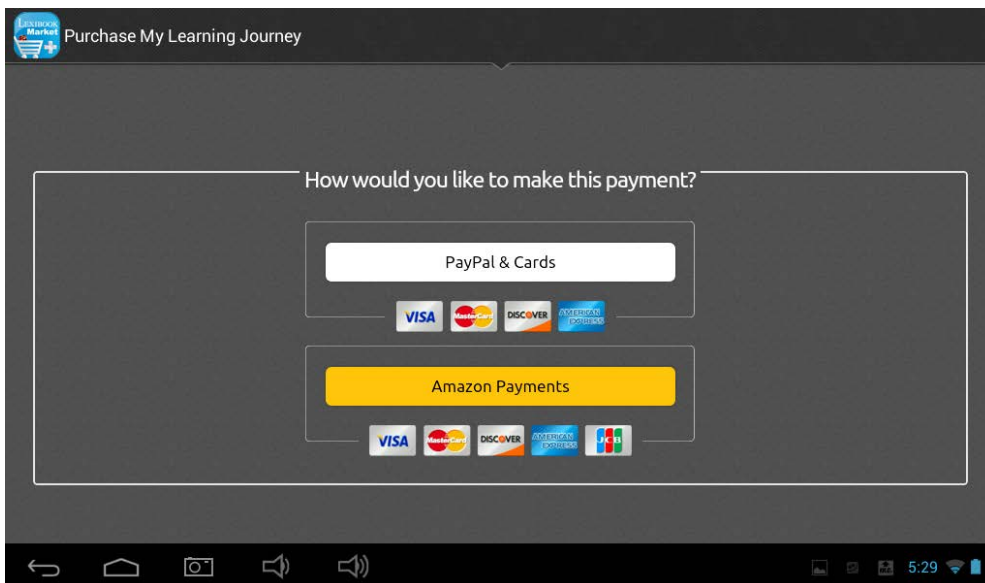 LEXIBOOK
Market
Purchase My Learning Journey
How would you like to make this payment?
PayPal & Cards
VISA MasterCard DISCOVER AMERICAN EXPRESS
Amazon Payments
VISA MasterCard DISCOVER AMERICAN EXPRESS JCB
5:29